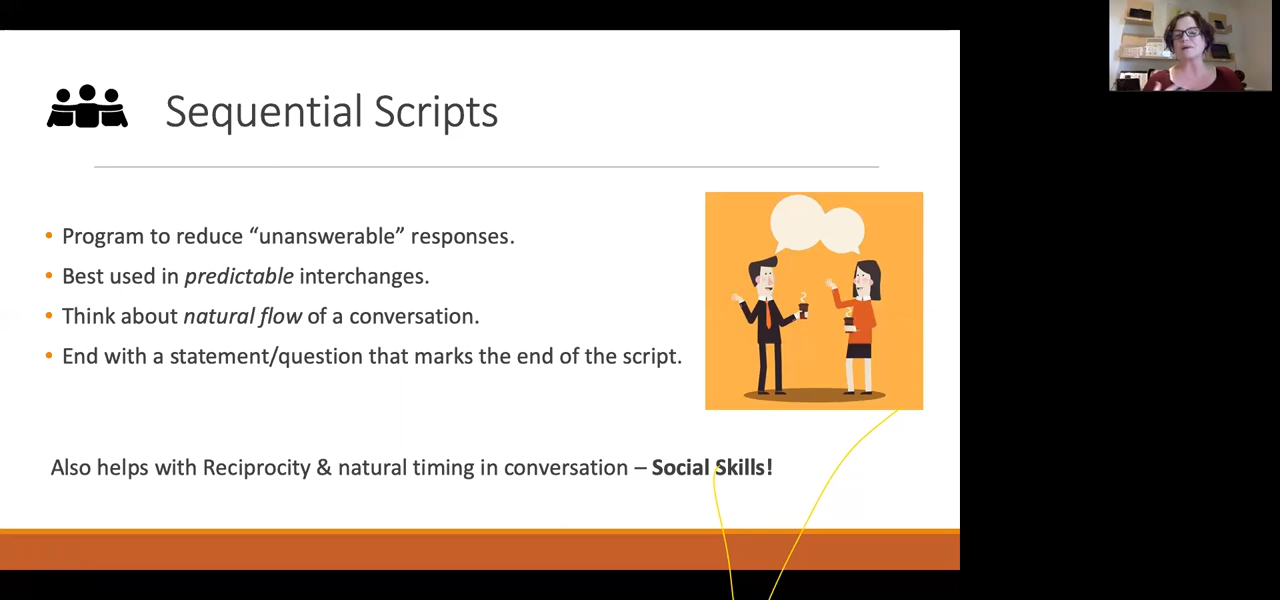 Sequential Scripts
• Program to reduce “unanswerable” responses.
• Best used in predictable interchanges.
• Think about natural flow of a conversation.
• End with a statement/question that marks the end of the script.
Also helps with Reciprocity & natural timing in conversation – Social Skills!